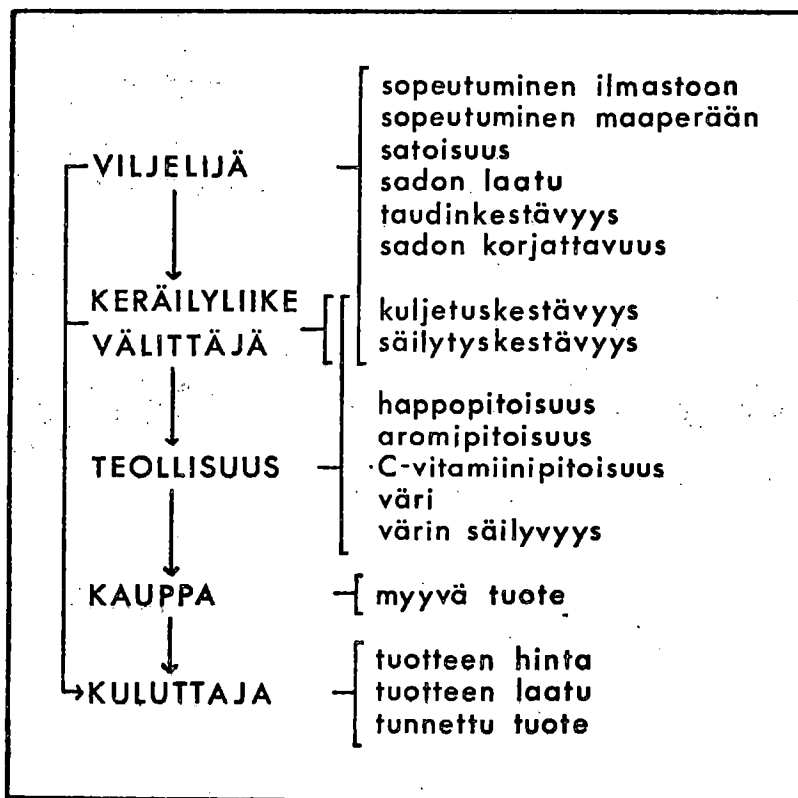 sopeutuminen ilmastoon
sopeutuminen maaperään
VILJELIJÄ satoisuus
sadon laatu
taudinkestävyys
sadon korjattavuus
KERÄILYLIIKE kuljetuskestävyys
VÄLITTÄJÄ säilytyskestävyys
happopitoisuus
aromipitoisuus
TEOLLISUUS C-vitamiinipitoisuus
väri
värin säilyvyys
KAUPPA myyvä tuote
tuotteen hinta
KULUTTAJA tuotteen laatu
tunnettu tuote